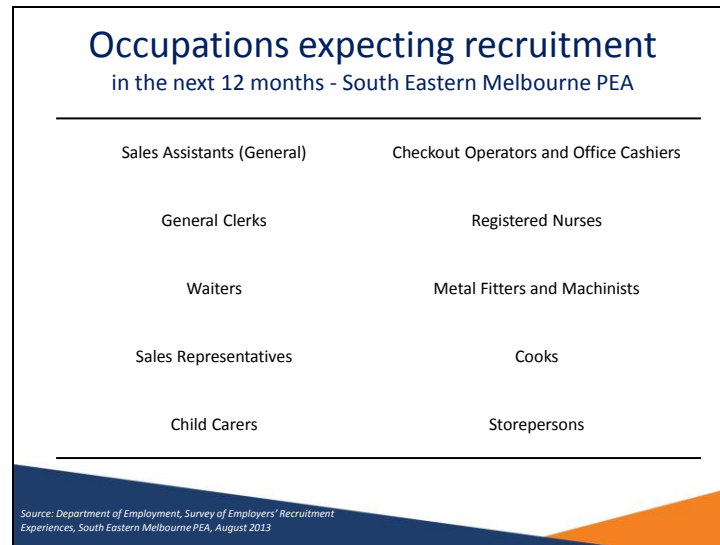 Occupations expecting recruitment
in the next 12 months - South Eastern Melbourne PEA
Sales Assistants (General) Checkout Operators and Office Cashiers
General Clerks Registered Nurses
Waiters Metal Fitters and Machinists
Sales Representatives Cooks
Child Carers Storepersons
Source: Department of Employment, Survey of Employers’ Recruitment
Experiences, South Eastern Melbourne PEA, August 2013